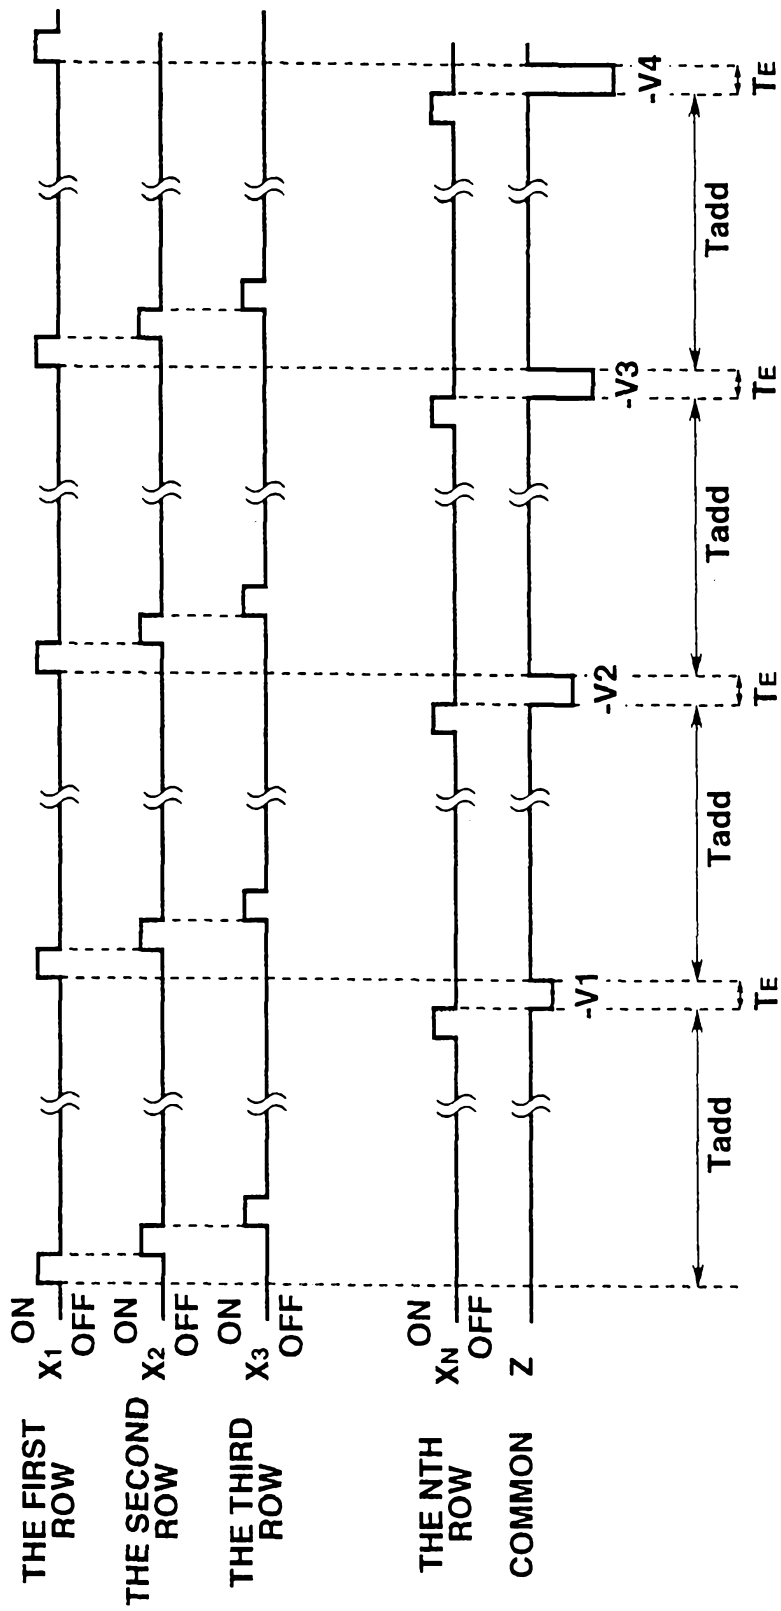 THE FIRST
ROW
X1
ON
OFF
THE SECOND
ROW
X2
ON
OFF
THE THIRD
ROW
X3
ON
OFF
THE NTH
ROW
XN
ON
OFF
COMMON
Z
-V1
-V2
-V3
-V4
Tadd
TE
Tadd
TE
Tadd
TE
Tadd
TE